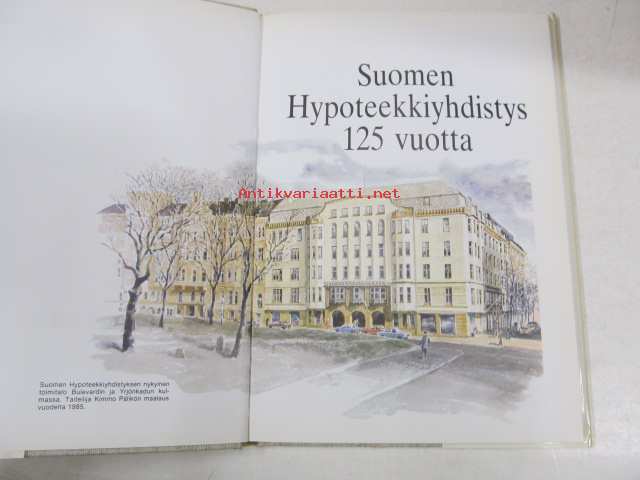 Suomen
Hypoteekkiyhdistys
125 vuotta
Antikvariaatti.net
Suomen Hypoteekkiyhdistyksen nykyinen
toimitalo Bulevardin ja Yrjönkadun kul-
massa. Taiteilija Kimmo Pälikön maalaus
vuodelta 1985.